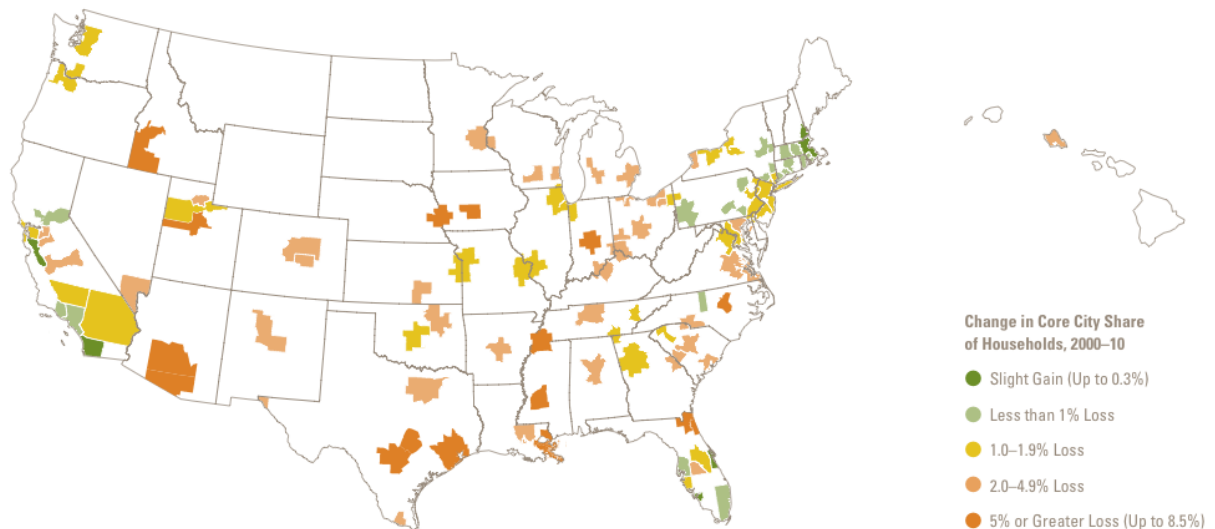 Change in Core City Share
of Households, 2000–10
Slight Gain (Up to 0.3%)
Less than 1% Loss
1.0–1.9% Loss
2.0–4.9% Loss
5% or Greater Loss (Up to 8.5%)